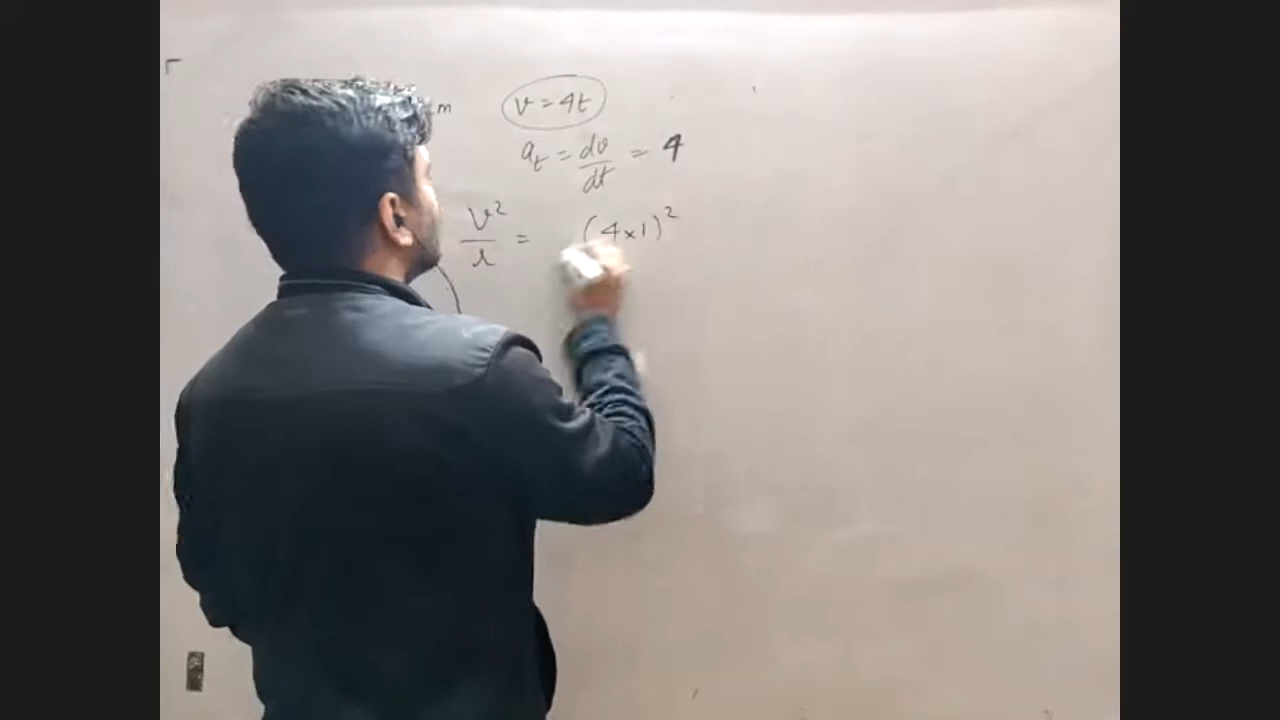 m v = 4t
a_t = dv/dt = 4
v²/r = (4×1)²